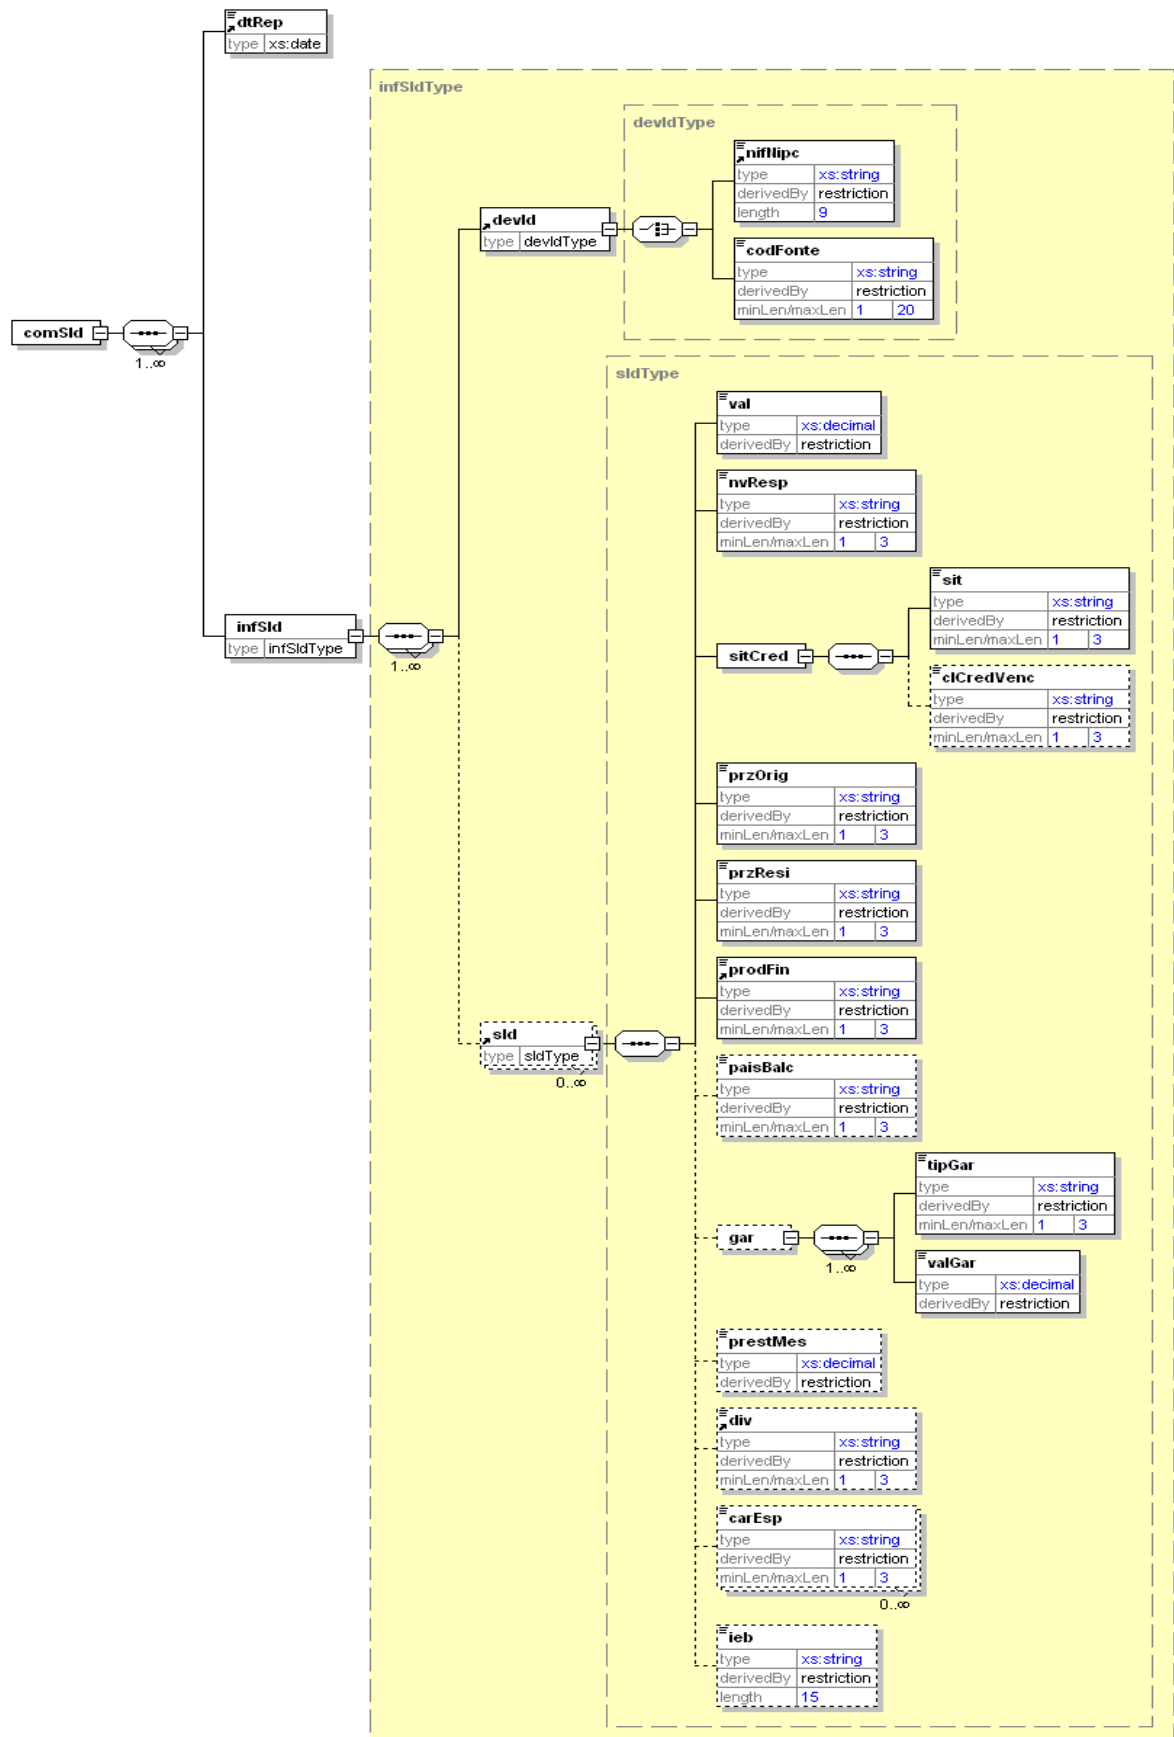 dtRep
type xs:date
infSldType
devIdType
nifNipc
type xs:string
derivedBy restriction
length 9
devId
type devIdType
codFonte
type xs:string
derivedBy restriction
minLen/maxLen 1 20
comSld
1..∞
sldType
val
type xs:decimal
derivedBy restriction
nvResp
type xs:string
derivedBy restriction
minLen/maxLen 1 3
sit
type xs:string
derivedBy restriction
minLen/maxLen 1 3
infSld
type infSldType
1..∞
sitCred
clCredVenc
type xs:string
derivedBy restriction
minLen/maxLen 1 3
przOrig
type xs:string
derivedBy restriction
minLen/maxLen 1 3
przResi
type xs:string
derivedBy restriction
minLen/maxLen 1 3
prodFin
type xs:string
derivedBy restriction
minLen/maxLen 1 3
sld
type sldType
0..∞
paisBalc
type xs:string
derivedBy restriction
minLen/maxLen 1 3
tipGar
type xs:string
derivedBy restriction
minLen/maxLen 1 3
gar
1..∞
valGar
type xs:decimal
derivedBy restriction
prestMes
type xs:decimal
derivedBy restriction
div
type xs:string
derivedBy restriction
minLen/maxLen 1 3
carEsp
type xs:string
derivedBy restriction
minLen/maxLen 1 3
0..∞
ieb
type xs:string
derivedBy restriction
length 15